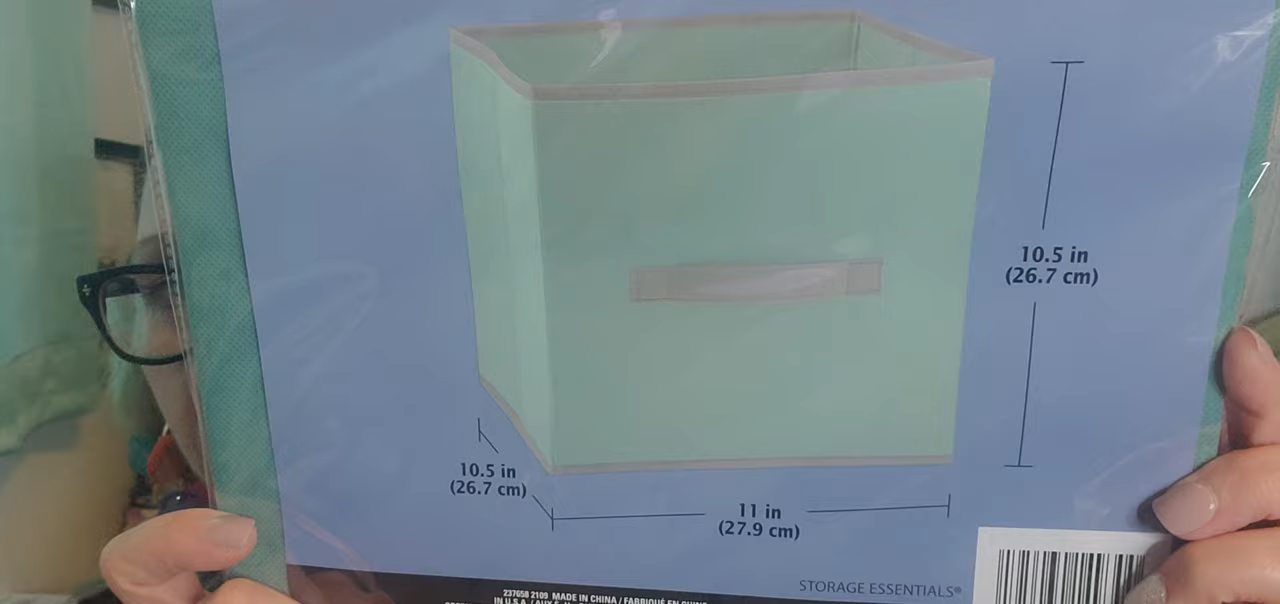 10.5 in
(26.7 cm)
10.5 in
(26.7 cm)
11 in
(27.9 cm)
STORAGE ESSENTIALS®
237658 2109 MADE IN CHINA / FABRIQUÉ EN
IN U.S.A. /